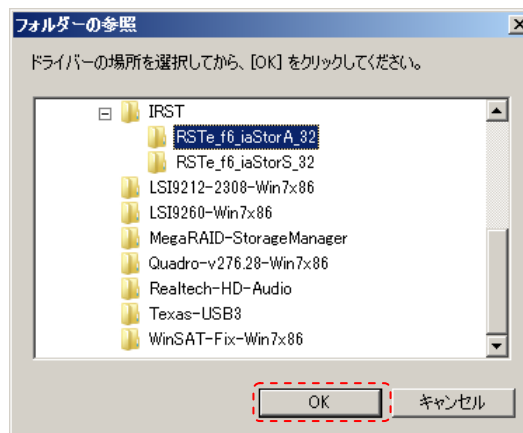 フォルダーの参照
ドライバーの場所を選択してから、[OK] をクリックしてください。
IRST
RSTe_f6_iaStorA_32
RSTe_f6_iaStorS_32
LSI9212-2308-Win7x86
LSI9260-Win7x86
MegaRAID-StorageManager
Quadro-v276.28-Win7x86
Realtech-HD-Audio
Texas-USB3
WinSAT-Fix-Win7x86
OK キャンセル